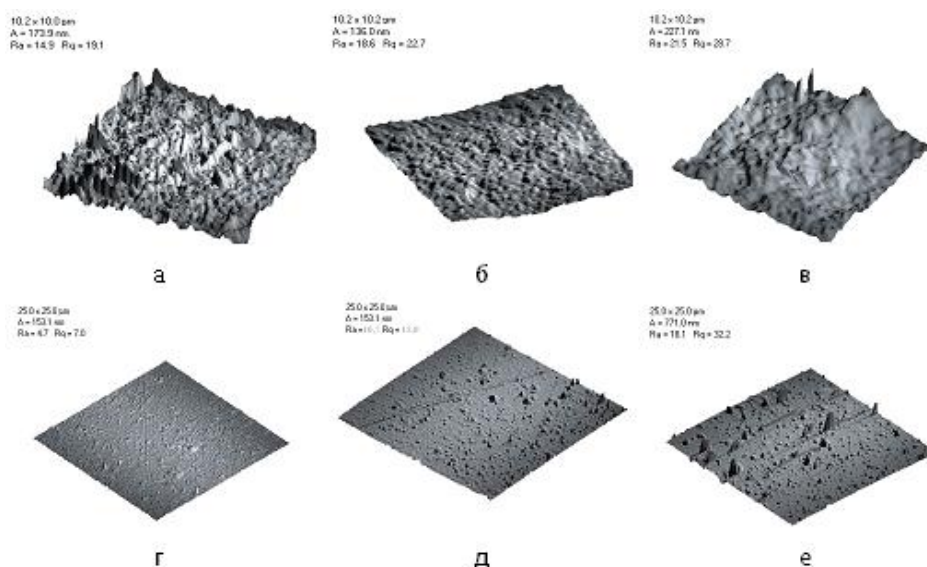 10.2 × 10.0 μm
A = 173.9 nm
Ra = 14.9 Rq = 19.1
10.2 × 10.2 μm
A = 136.0 nm
Ra = 18.6 Rq = 22.7
10.2 × 10.2 μm
A = 227.1 nm
Ra = 21.5 Rq = 29.7
а
б
в
25.0 × 25.0 μm
A = 153.1 nm
Ra = 4.7 Rq = 7.0
25.0 × 25.0 μm
A = 153.1 nm
Ra = Rq =
25.0 × 25.0 μm
A = 771.0 nm
Ra = 18.1 Rq = 32.2
г
д
е